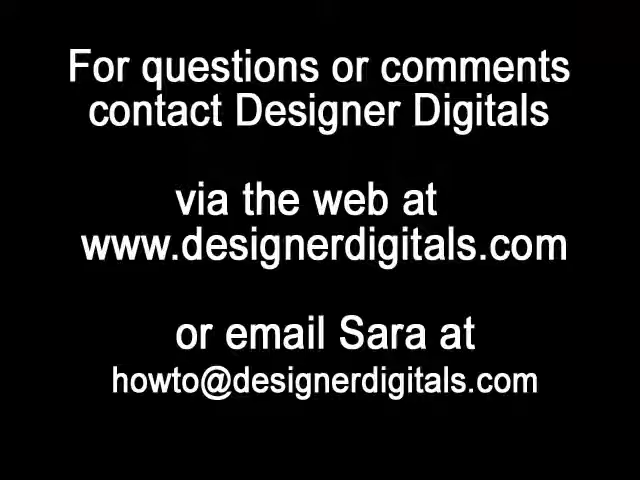 For questions or comments
contact Designer Digitals
via the web at
www.designerdigitals.com
or email Sara at
howto@designerdigitals.com